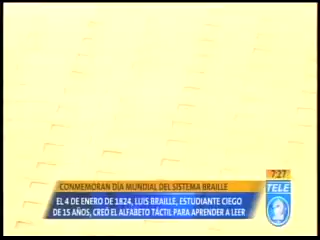 CONMEMORAN DÍA MUNDIAL DEL SISTEMA BRAILLE
7:27
EL 4 DE ENERO DE 1824, LUIS BRAILLE, ESTUDIANTE CIEGO
DE 15 AÑOS, CREÓ EL ALFABETO TÁCTIL PARA APRENDER A LEER
TELE